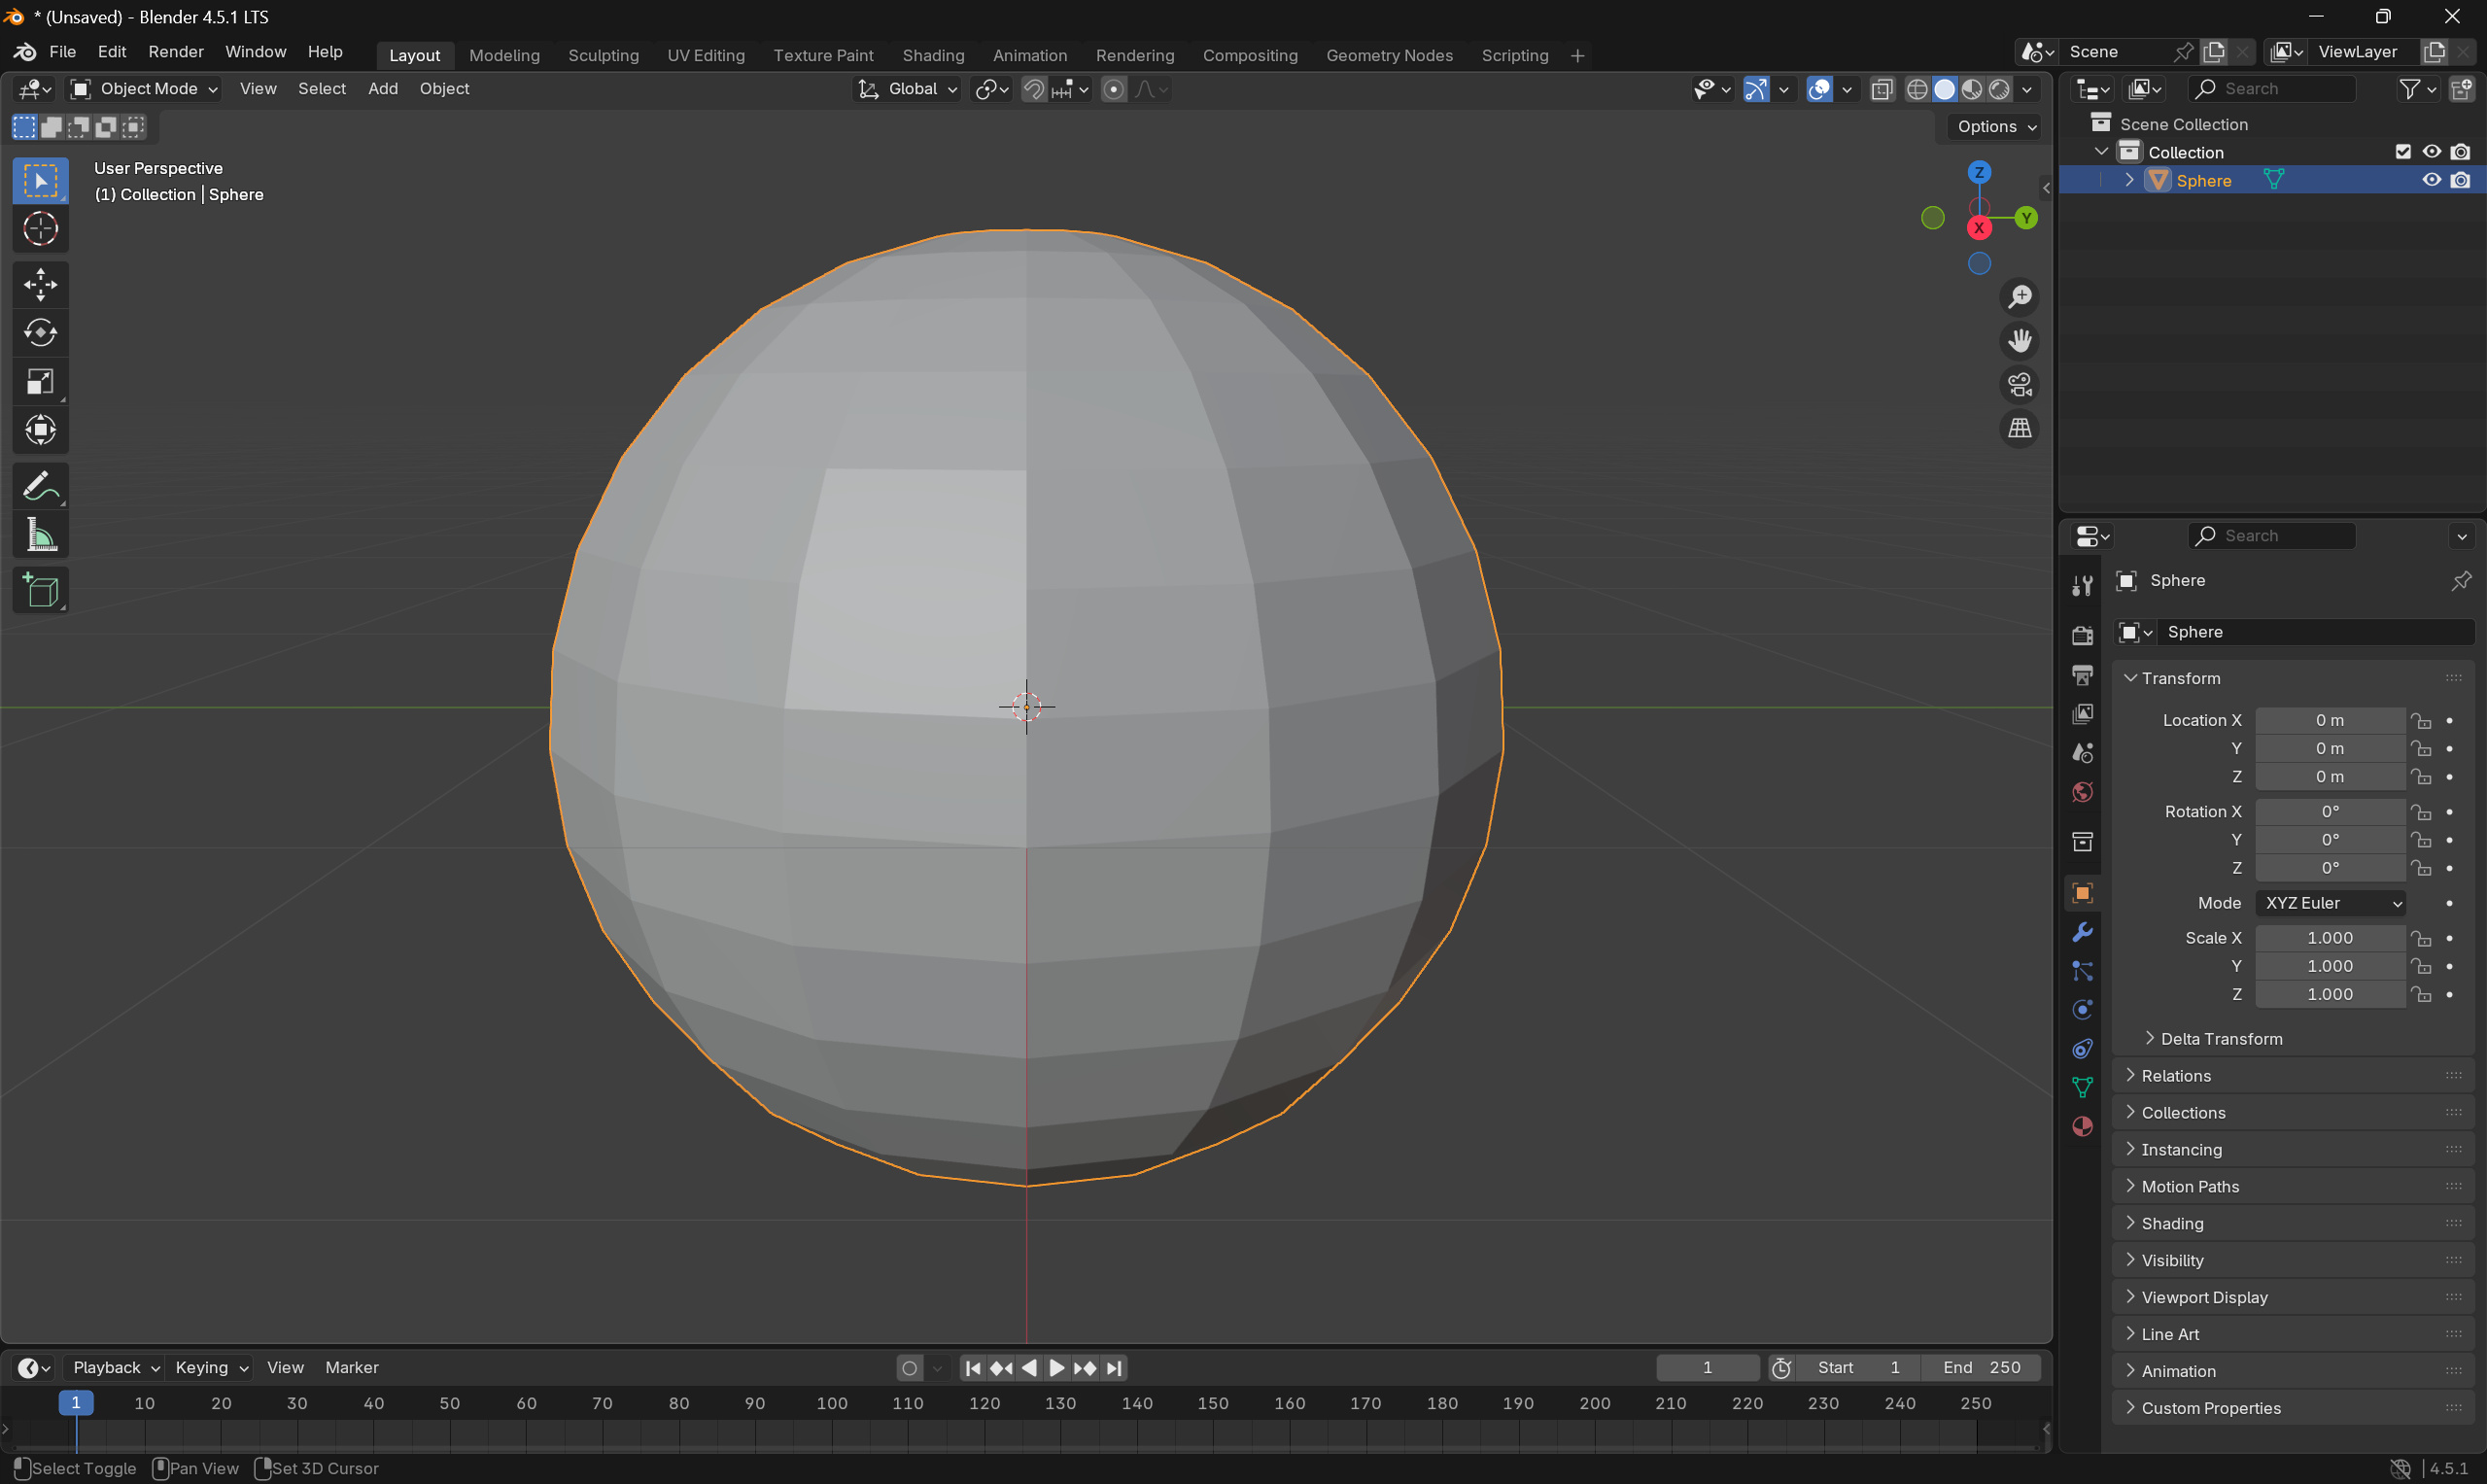 * (Unsaved) - Blender 4.5.1 LTS
File Edit Render Window Help Layout Modeling Sculpting UV Editing Texture Paint Shading Animation Rendering Compositing Geometry Nodes Scripting + Scene ViewLayer
Object Mode View Select Add Object Global
Options
User Perspective
(1) Collection | Sphere
Z
Y
X
Search
Scene Collection
Collection
Sphere
Search
Sphere
Sphere
Transform
Location X 0 m
Y 0 m
Z 0 m
Rotation X 0°
Y 0°
Z 0°
Mode XYZ Euler
Scale X 1.000
Y 1.000
Z 1.000
Delta Transform
Relations
Collections
Instancing
Motion Paths
Shading
Visibility
Viewport Display
Line Art
Animation
Custom Properties
Playback Keying View Marker 1 Start 1 End 250
1 10 20 30 40 50 60 70 80 90 100 110 120 130 140 150 160 170 180 190 200 210 220 230 240 250
Select Toggle Pan View Set 3D Cursor 4.5.1